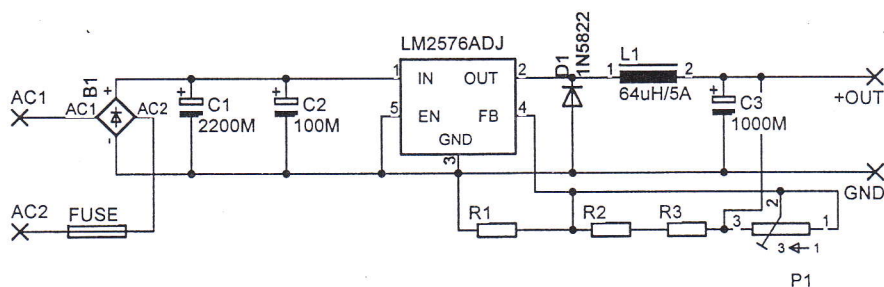 LM2576ADJ
D1
1N5822
L1
1
IN
OUT
2
1
2
B1
+
+
+
+
AC1
AC1
AC2
C1
2200M
C2
100M
5
EN
FB
4
64uH/5A
C3
1000M
+OUT
GND
3
-
GND
AC2
FUSE
R1
R2
R3
3
2
1
3
1
P1